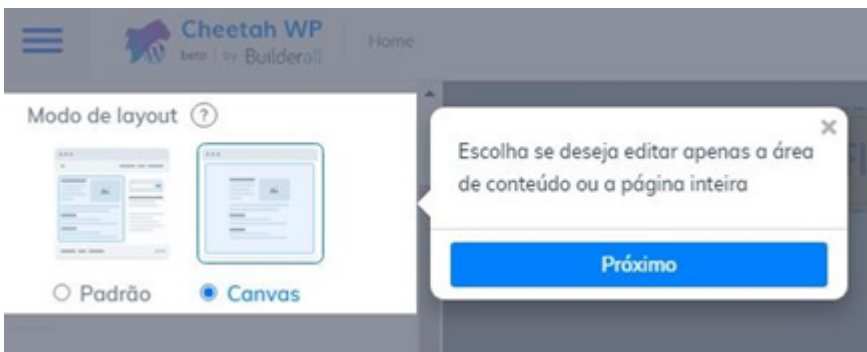 Cheetah WP
beta | by Builderall
Home
Modo de layout ?
Padrão
Canvas
×
Escolha se deseja editar apenas a área
de conteúdo ou a página inteira
Próximo